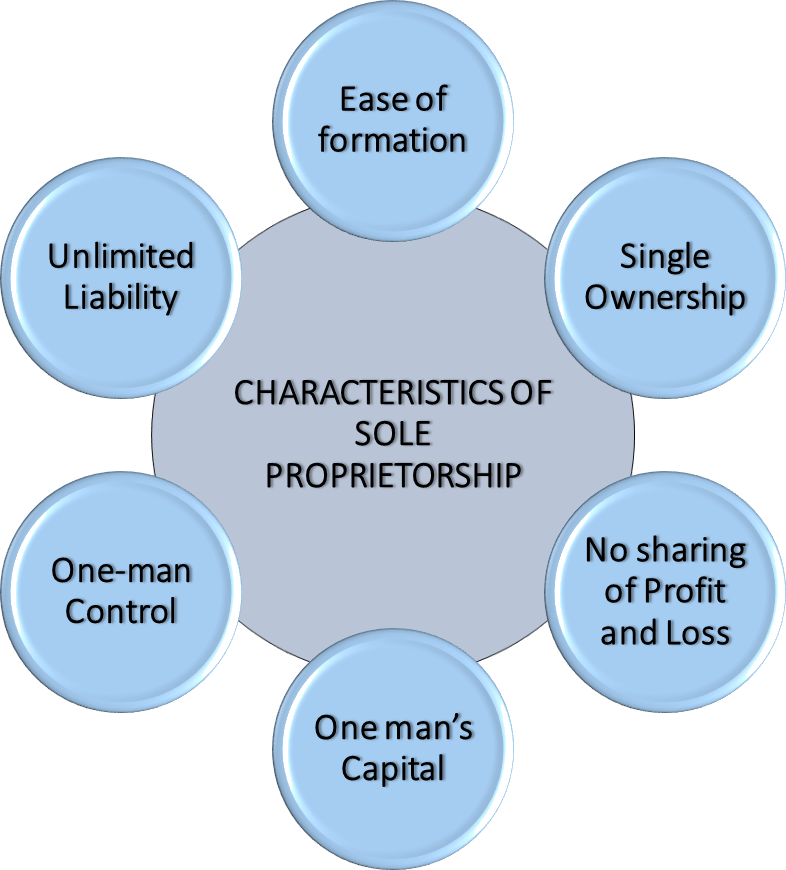 Ease of
formation
Single
Ownership
No sharing
of Profit
and Loss
One man’s
Capital
One-man
Control
Unlimited
Liability
CHARACTERISTICS OF
SOLE
PROPRIETORSHIP